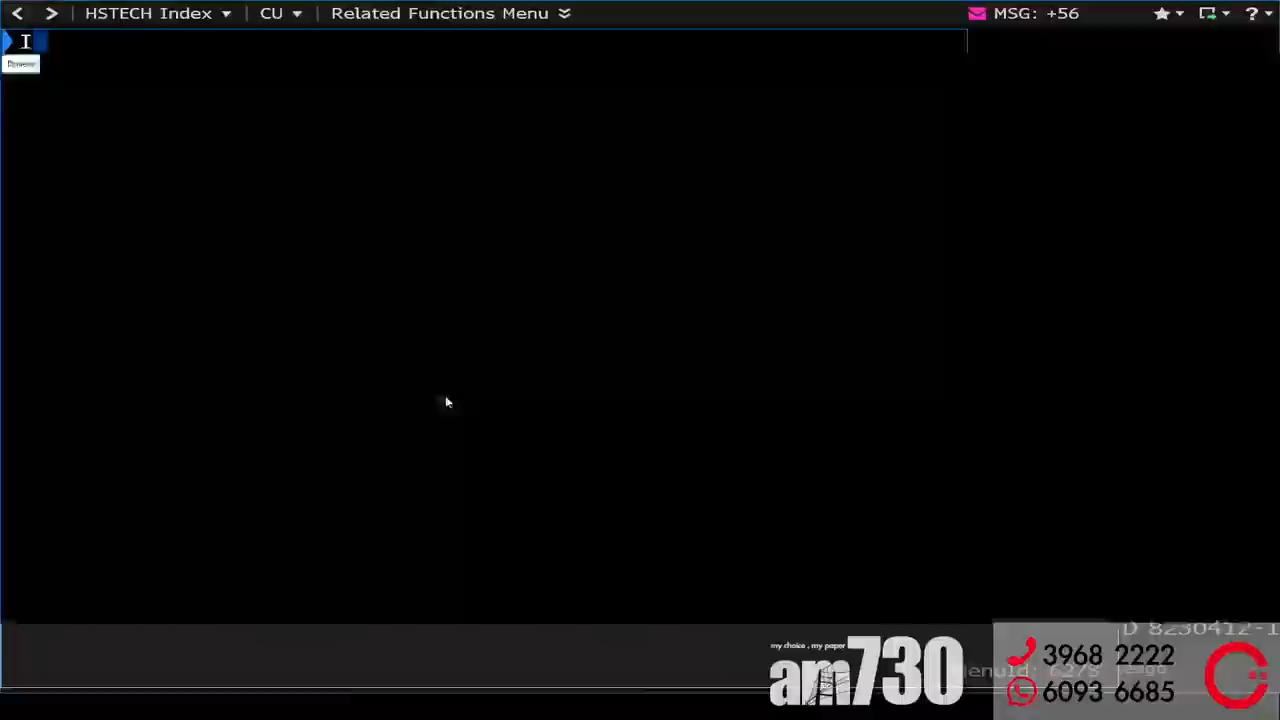 < > HSTECH Index CU Related Functions Menu MSG: +56 ?
my choice , my paper
am730
3968 2222
6093 6685